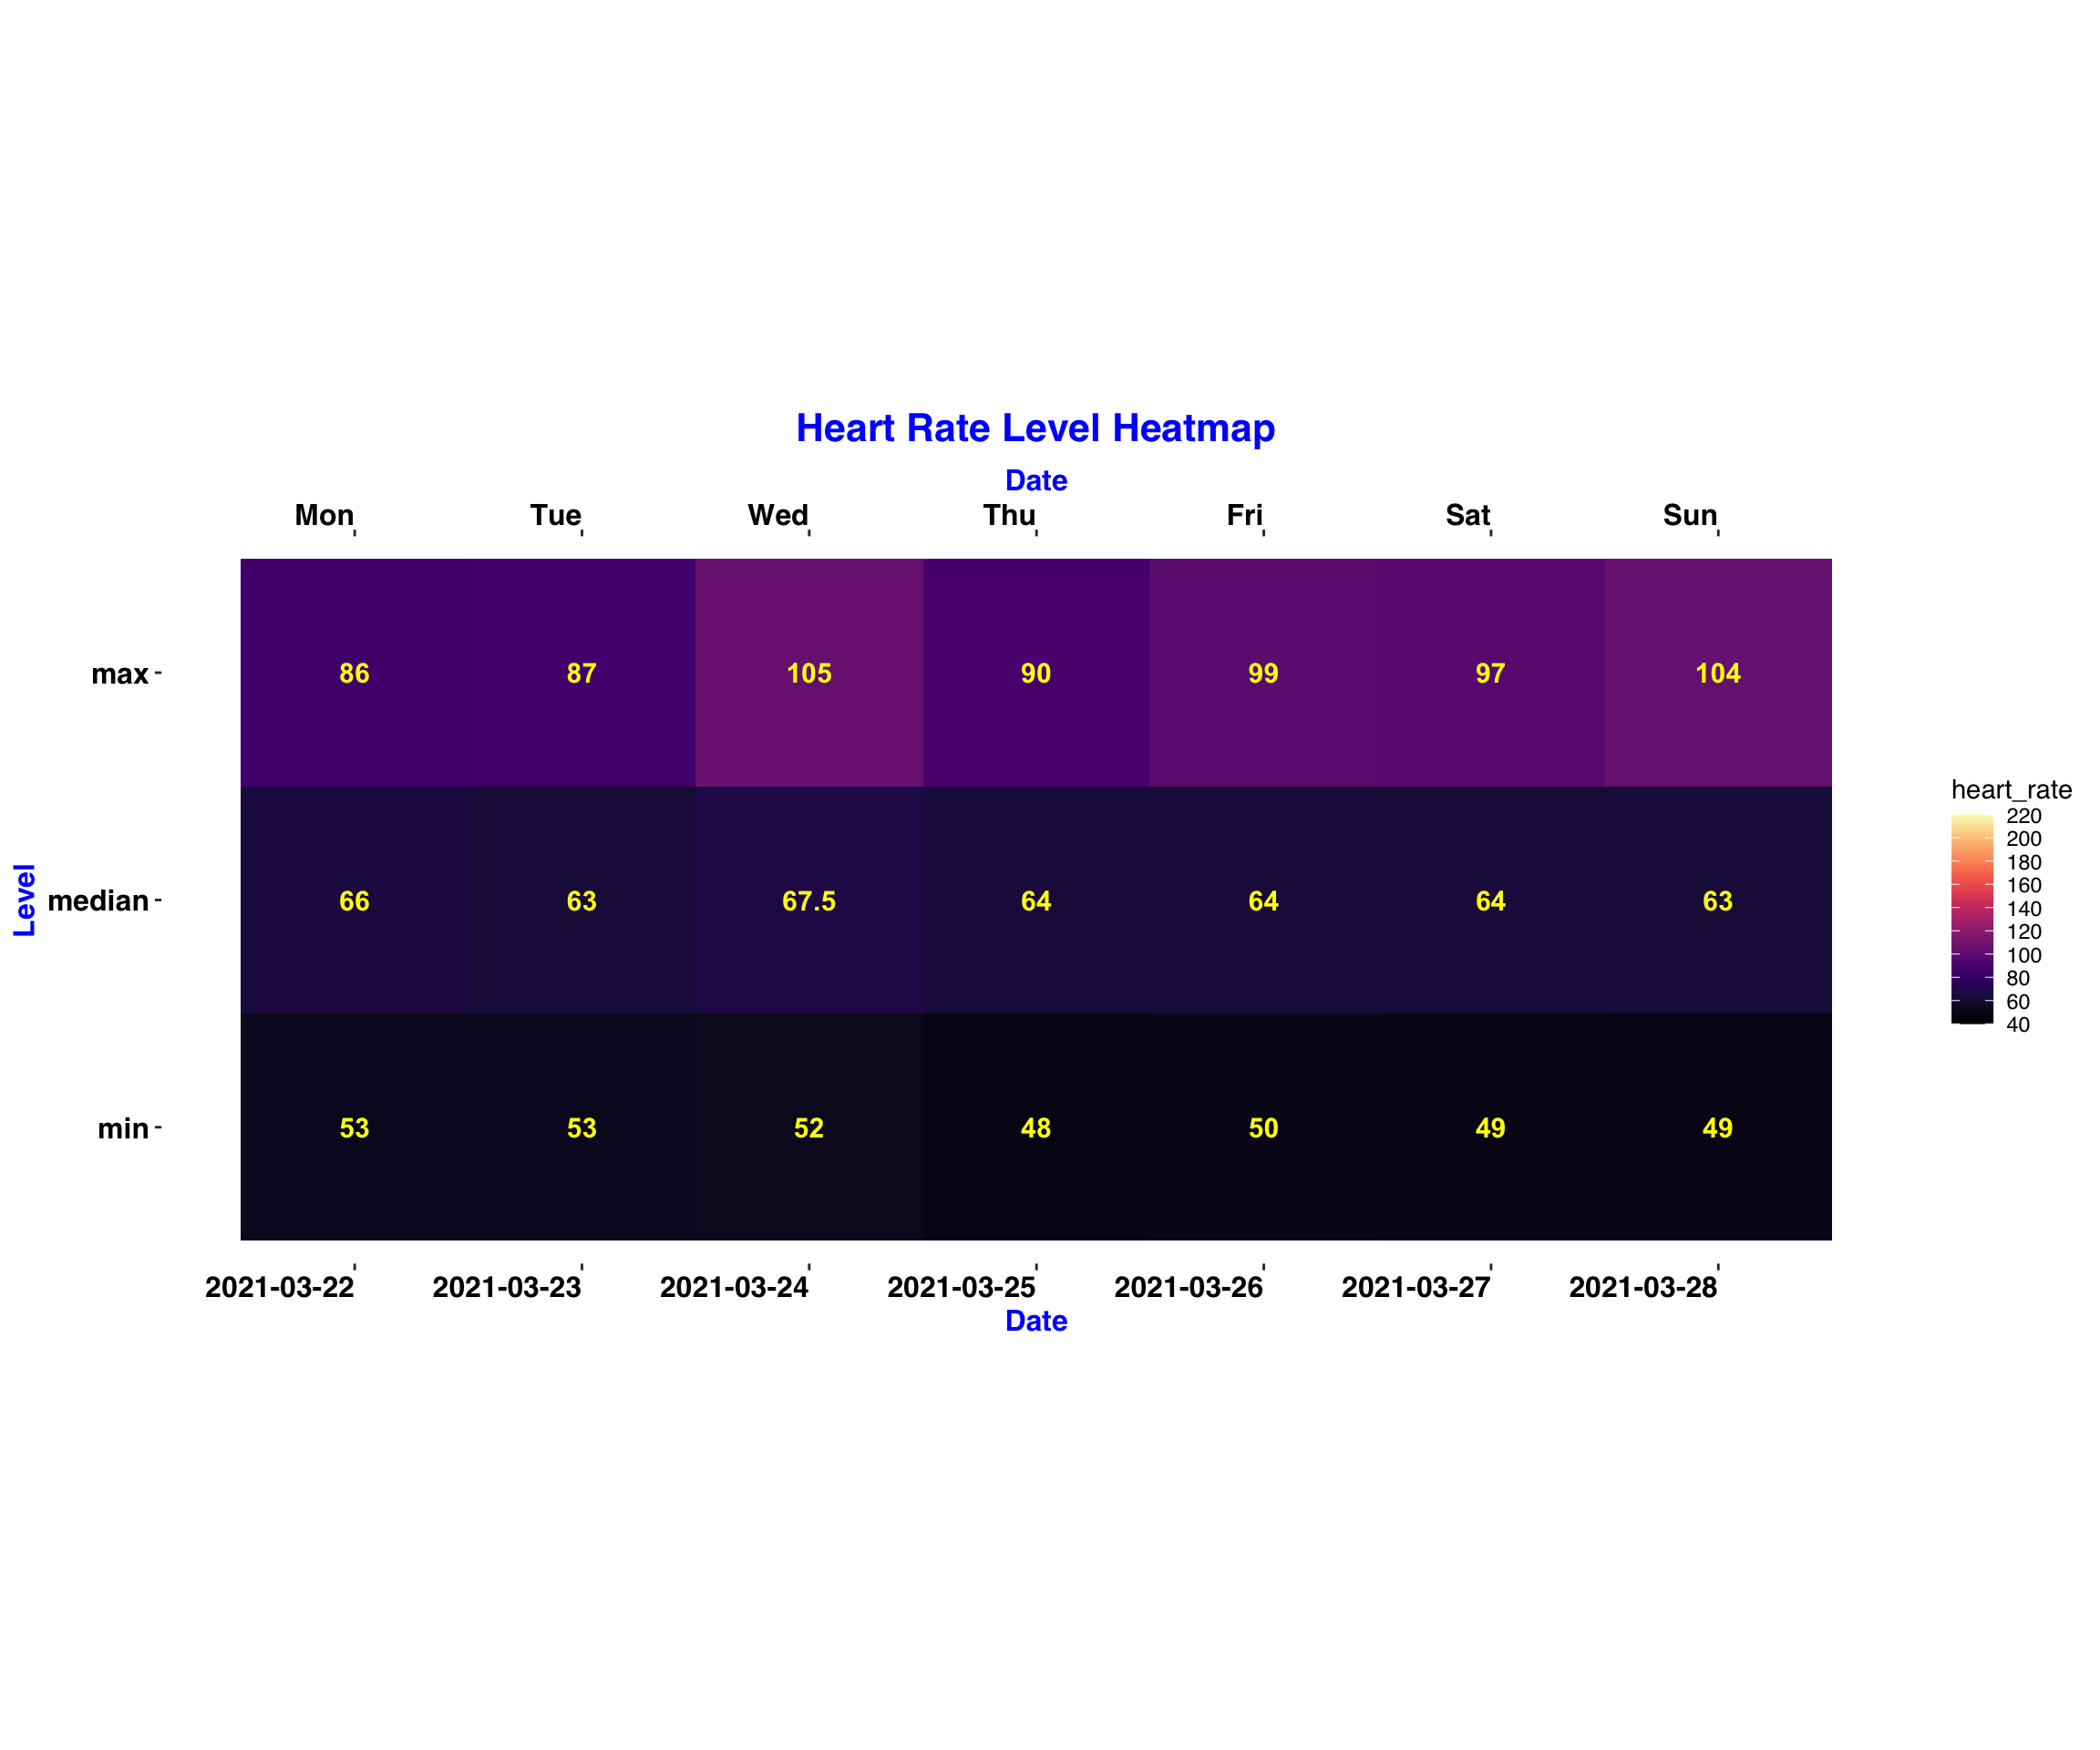 Heart Rate Level Heatmap
Date
Mon Tue Wed Thu Fri Sat Sun
max 86 87 105 90 99 97 104
Level
median 66 63 67.5 64 64 64 63
min 53 53 52 48 50 49 49
2021-03-22 2021-03-23 2021-03-24 2021-03-25 2021-03-26 2021-03-27 2021-03-28
Date
heart_rate
220
200
180
160
140
120
100
80
60
40